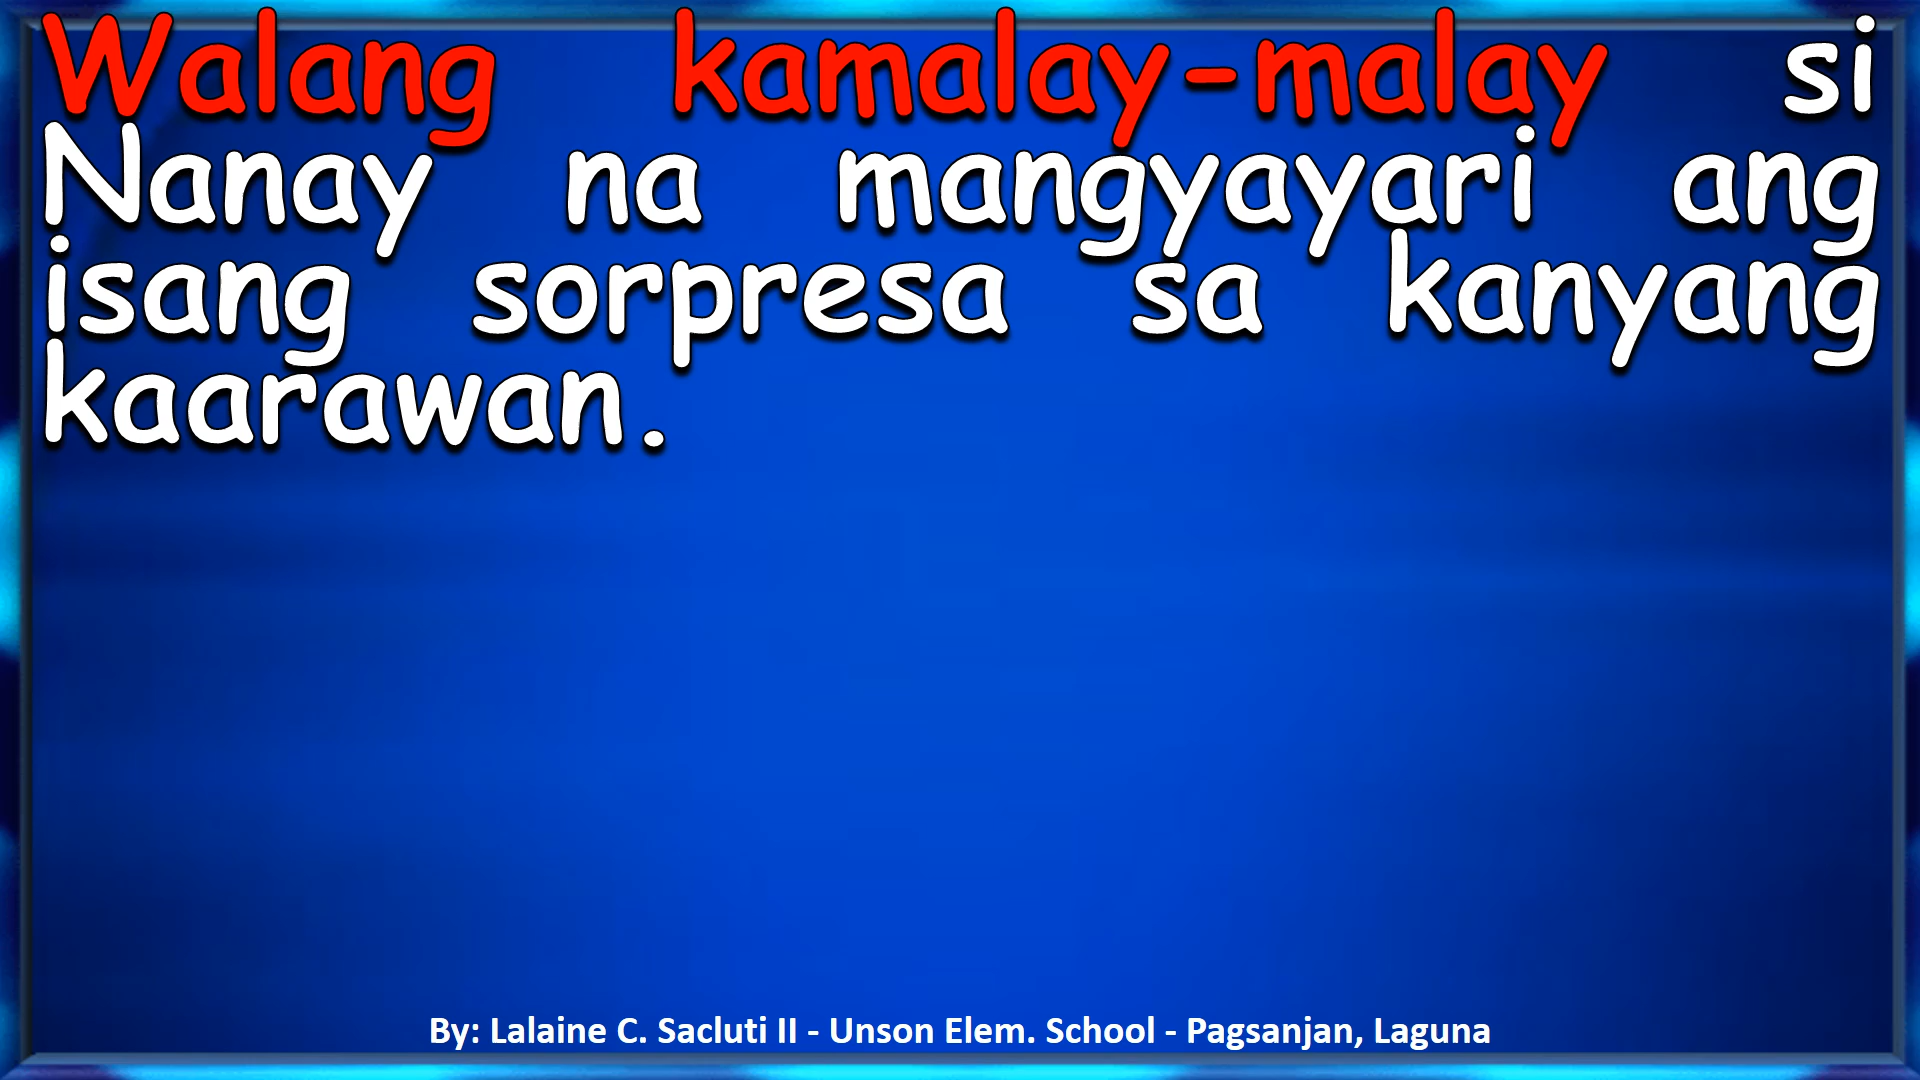 Walang kamalay-malay si
Nanay na mangyayari ang
isang sorpresa sa kanyang
kaarawan.
By: Lalaine C. Sacluti II - Unson Elem. School - Pagsanjan, Laguna